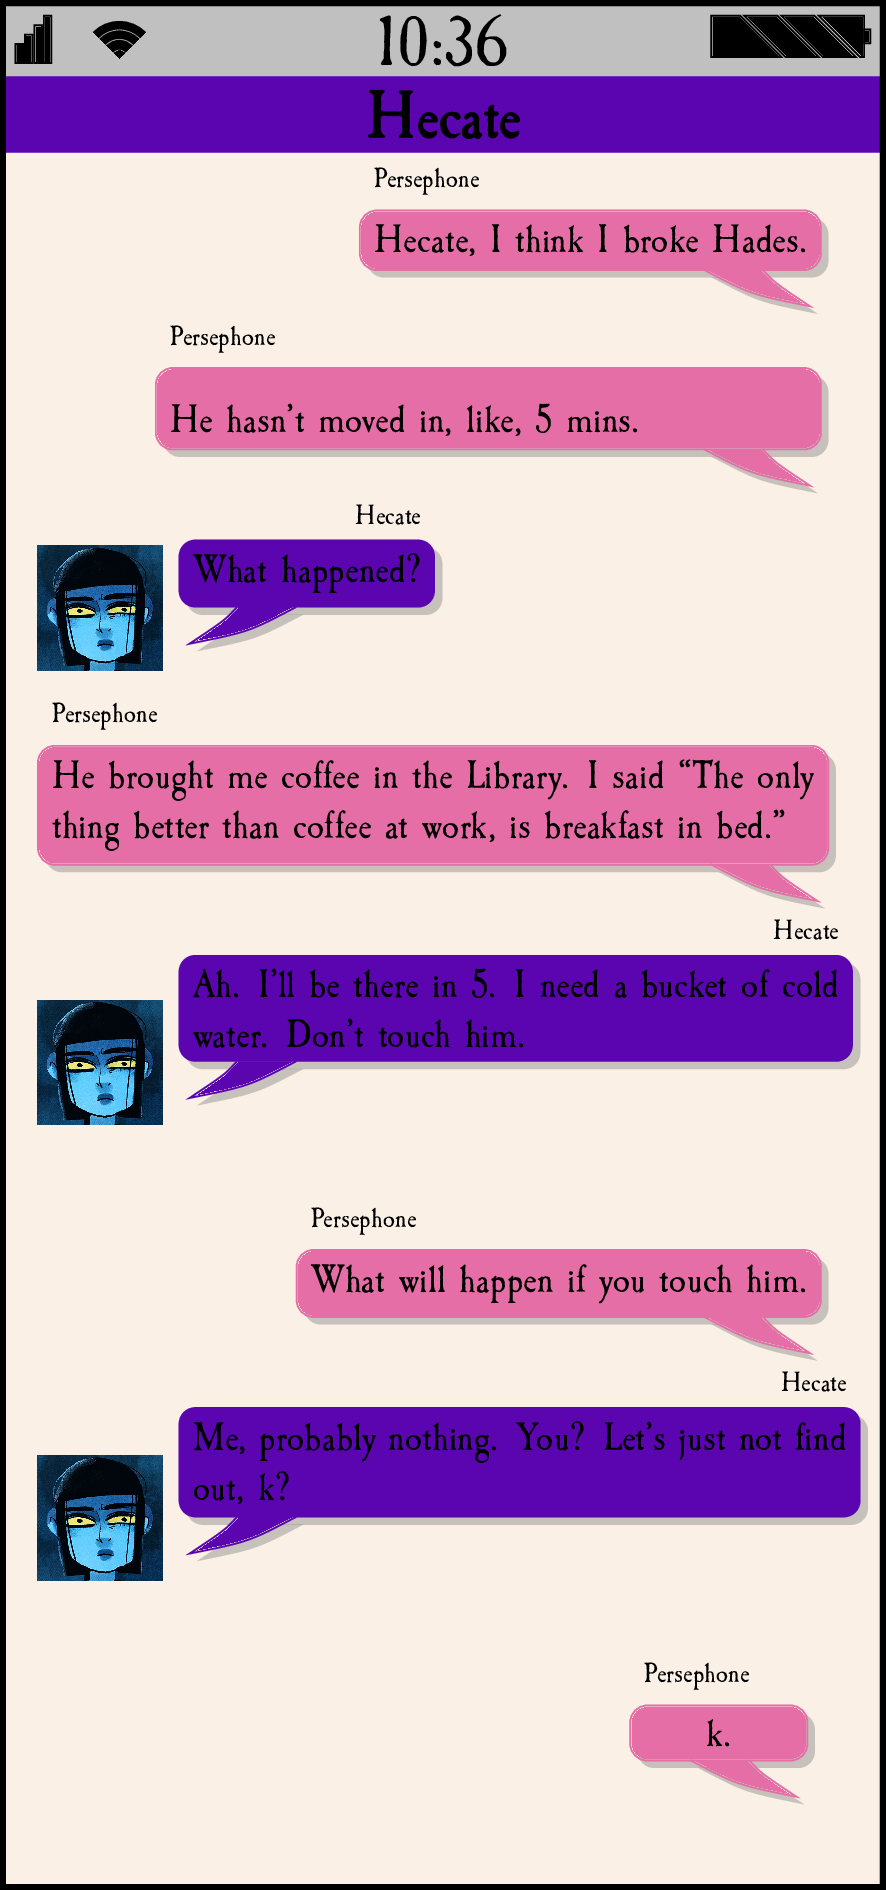 10:36
Hecate
Persephone
Hecate, I think I broke Hades.
Persephone
He hasn't moved in, like, 5 mins.
Hecate
What happened?
Persephone
He brought me coffee in the Library. I said “The only
thing better than coffee at work, is breakfast in bed.”
Hecate
Ah. I'll be there in 5. I need a bucket of cold
water. Don't touch him.
Persephone
What will happen if you touch him.
Hecate
Me, probably nothing. You? Let's just not find
out, k?
Persephone
k.